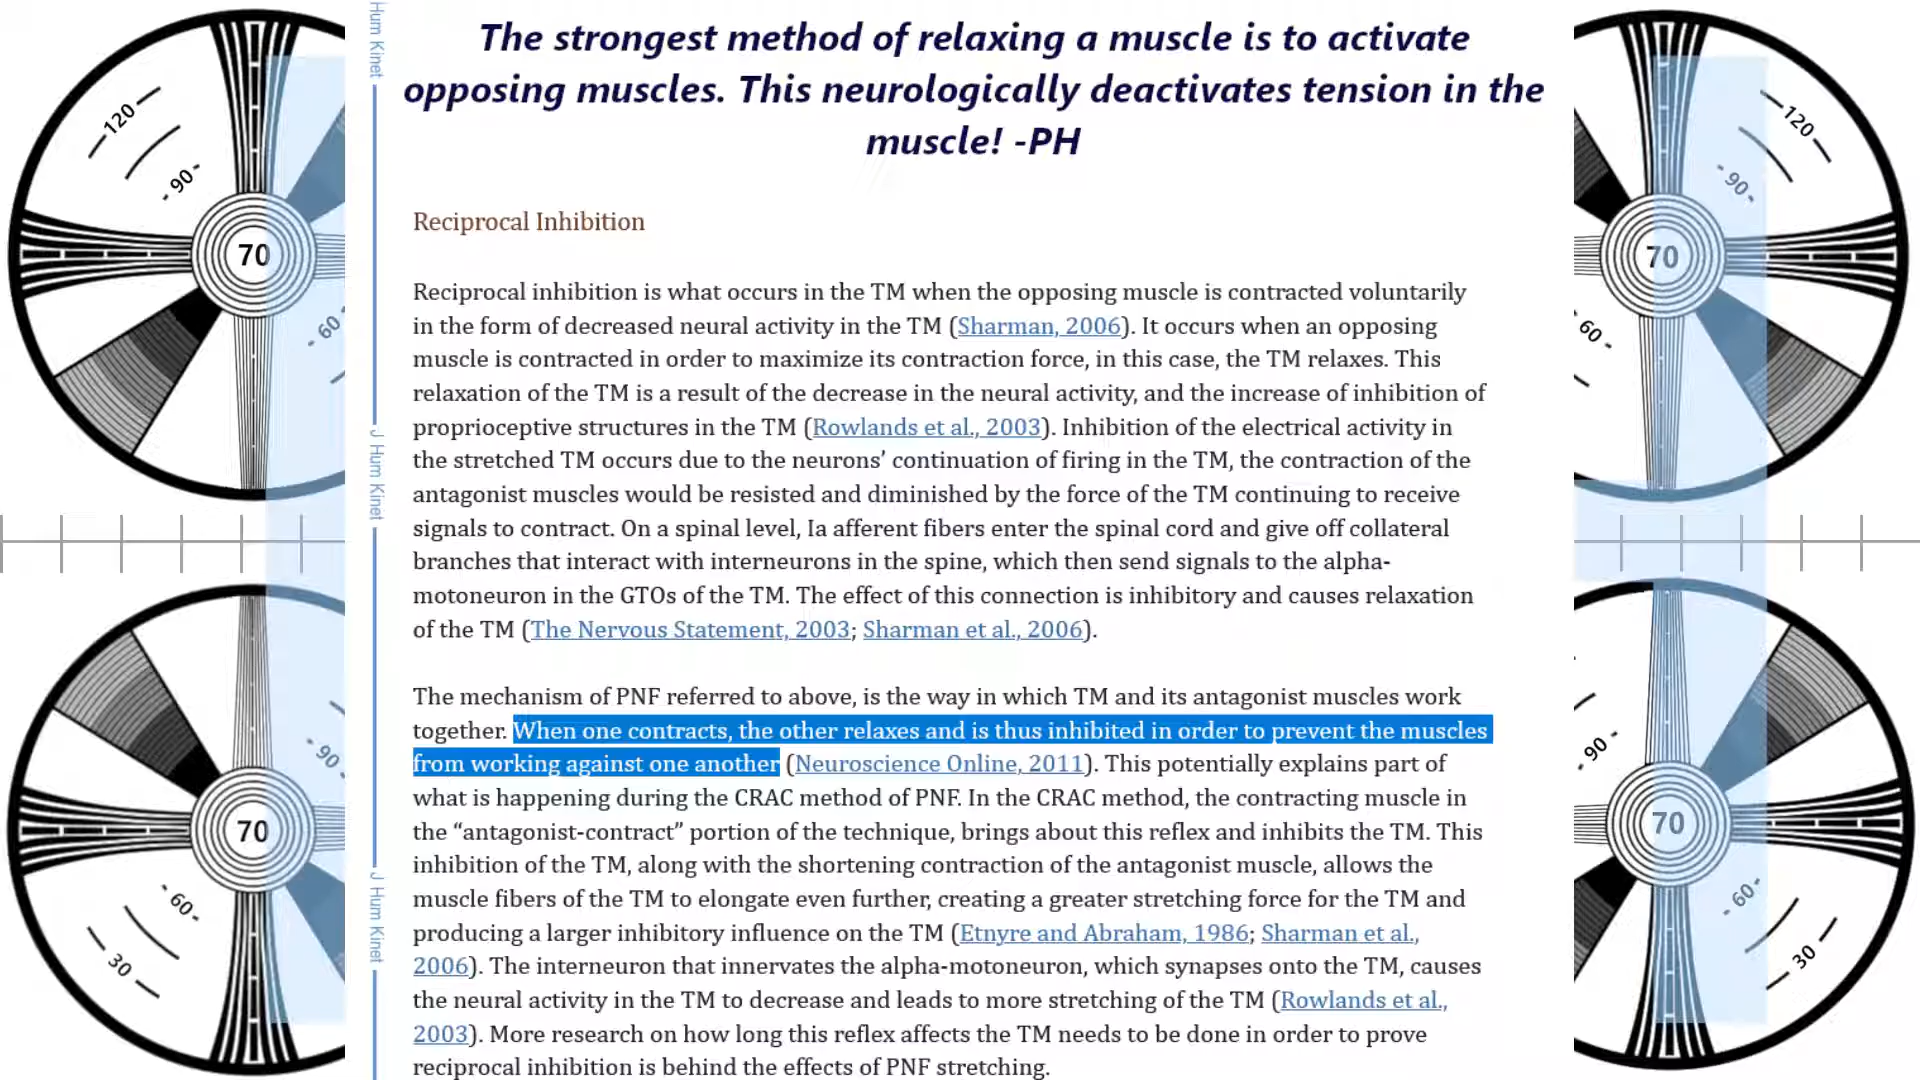 The strongest method of relaxing a muscle is to activate
opposing muscles. This neurologically deactivates tension in the
muscle! -PH
Reciprocal Inhibition
Reciprocal inhibition is what occurs in the TM when the opposing muscle is contracted voluntarily
in the form of decreased neural activity in the TM (Sharman, 2006). It occurs when an opposing
muscle is contracted in order to maximize its contraction force, in this case, the TM relaxes. This
relaxation of the TM is a result of the decrease in the neural activity, and the increase of inhibition of
proprioceptive structures in the TM (Rowlands et al., 2003). Inhibition of the electrical activity in
the stretched TM occurs due to the neurons’ continuation of firing in the TM, the contraction of the
antagonist muscles would be resisted and diminished by the force of the TM continuing to receive
signals to contract. On a spinal level, Ia afferent fibers enter the spinal cord and give off collateral
branches that interact with interneurons in the spine, which then send signals to the alpha-
motoneuron in the GTOs of the TM. The effect of this connection is inhibitory and causes relaxation
of the TM (The Nervous Statement, 2003; Sharman et al., 2006).
The mechanism of PNF referred to above, is the way in which TM and its antagonist muscles work
together. When one contracts, the other relaxes and is thus inhibited in order to prevent the muscles
from working against one another (Neuroscience Online, 2011). This potentially explains part of
what is happening during the CRAC method of PNF. In the CRAC method, the contracting muscle in
the “antagonist-contract” portion of the technique, brings about this reflex and inhibits the TM. This
inhibition of the TM, along with the shortening contraction of the antagonist muscle, allows the
muscle fibers of the TM to elongate even further, creating a greater stretching force for the TM and
producing a larger inhibitory influence on the TM (Etnyre and Abraham, 1986; Sharman et al.,
2006). The interneuron that innervates the alpha-motoneuron, which synapses onto the TM, causes
the neural activity in the TM to decrease and leads to more stretching of the TM (Rowlands et al.,
2003). More research on how long this reflex affects the TM needs to be done in order to prove
reciprocal inhibition is behind the effects of PNF stretching.
Hum Kinet
J Hum Kinet
J Hum Kinet
120
- 90 -
70
- 60 -
120
- 90 -
70
- 60 -
- 90 -
70
- 60 -
30
- 90 -
70
- 60 -
30